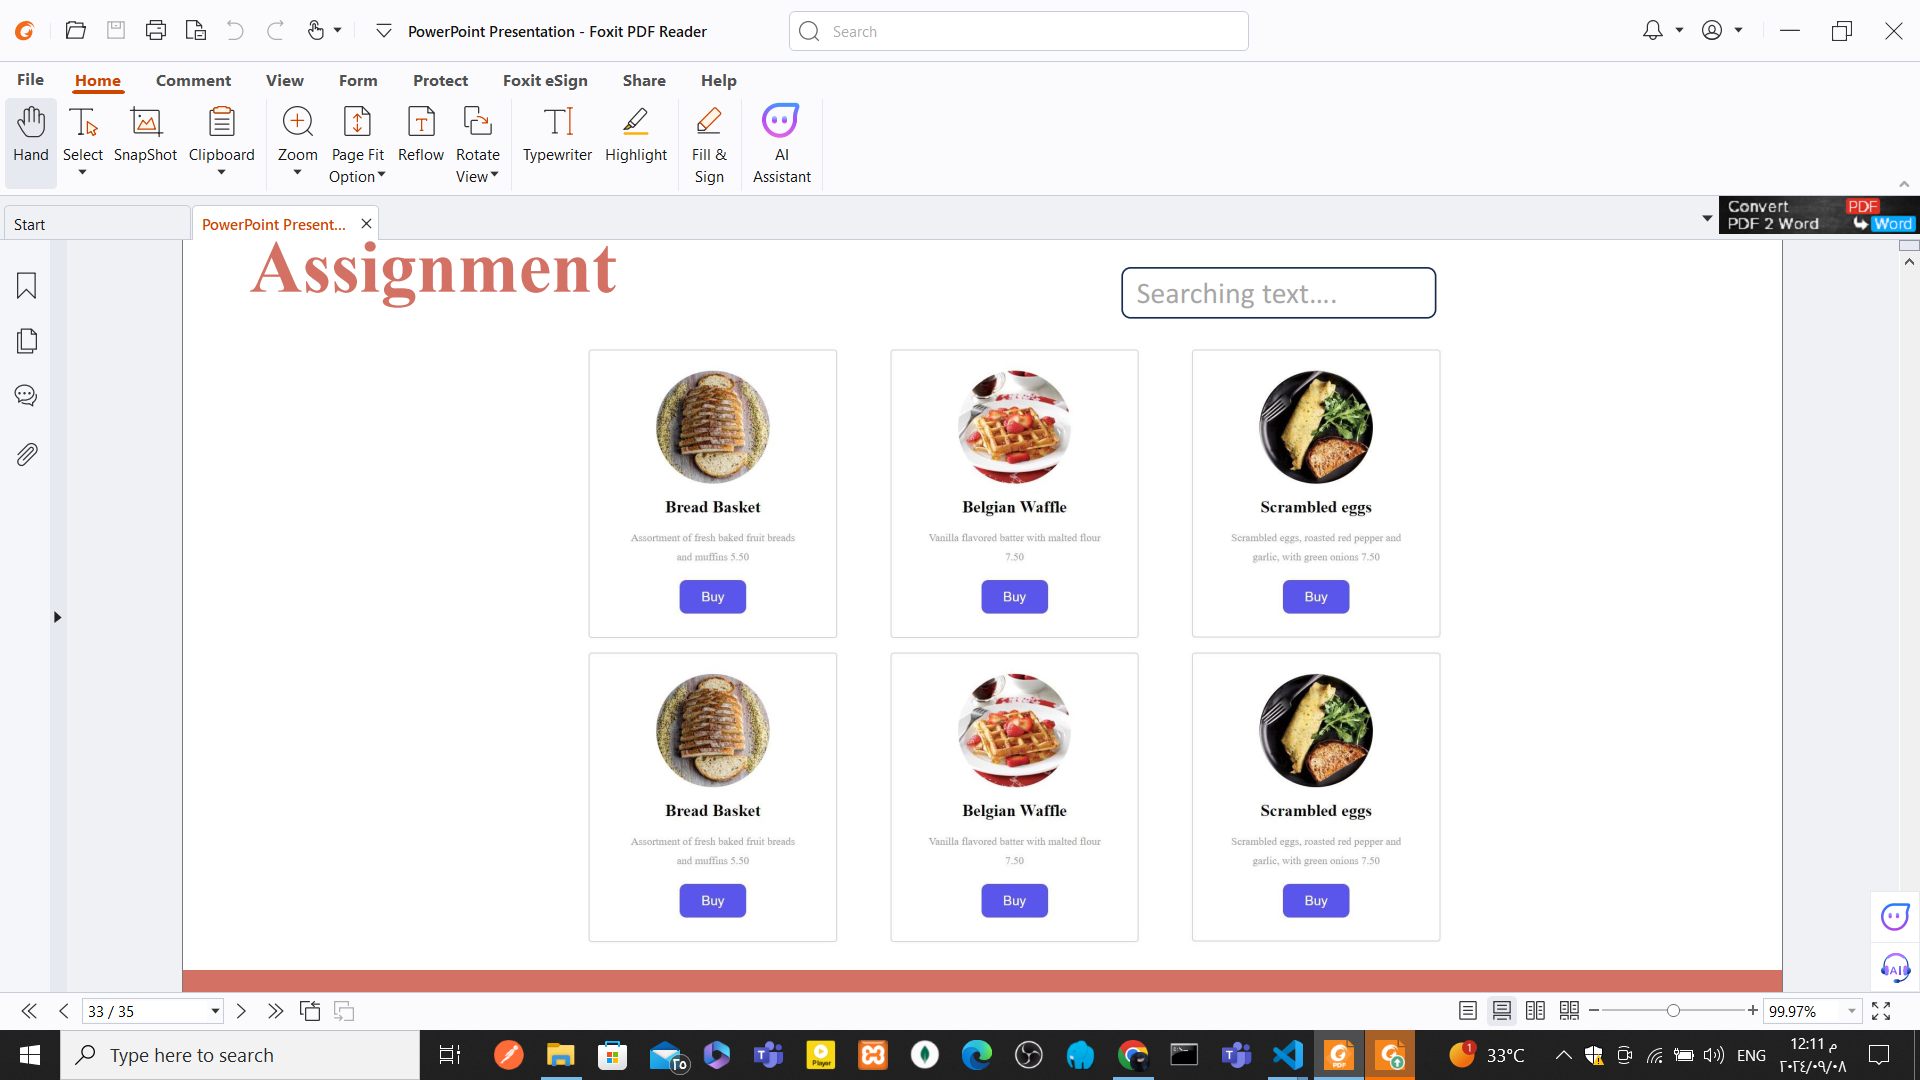 PowerPoint Presentation - Foxit PDF Reader
Search
File Home Comment View Form Protect Foxit eSign Share Help
Hand
Select
SnapShot
Clipboard
Zoom
Page Fit
Option
Reflow
Rotate
View
Typewriter
Highlight
Fill &
Sign
AI
Assistant
Start
PowerPoint Present...
Convert
PDF 2 Word
PDF
Word
Assignment
Searching text....
Bread Basket
Assortment of fresh baked fruit breads
and muffins 5.50
Buy
Belgian Waffle
Vanilla flavored batter with malted flour
7.50
Buy
Scrambled eggs
Scrambled eggs, roasted red pepper and
garlic, with green onions 7.50
Buy
Bread Basket
Assortment of fresh baked fruit breads
and muffins 5.50
Buy
Belgian Waffle
Vanilla flavored batter with malted flour
7.50
Buy
Scrambled eggs
Scrambled eggs, roasted red pepper and
garlic, with green onions 7.50
Buy
AI
33 / 35
99.97%
Type here to search
٢٥
Player
PDF
1
33°C
ENG
12:11 م
٢٠٢٤/٠٩/٠٨